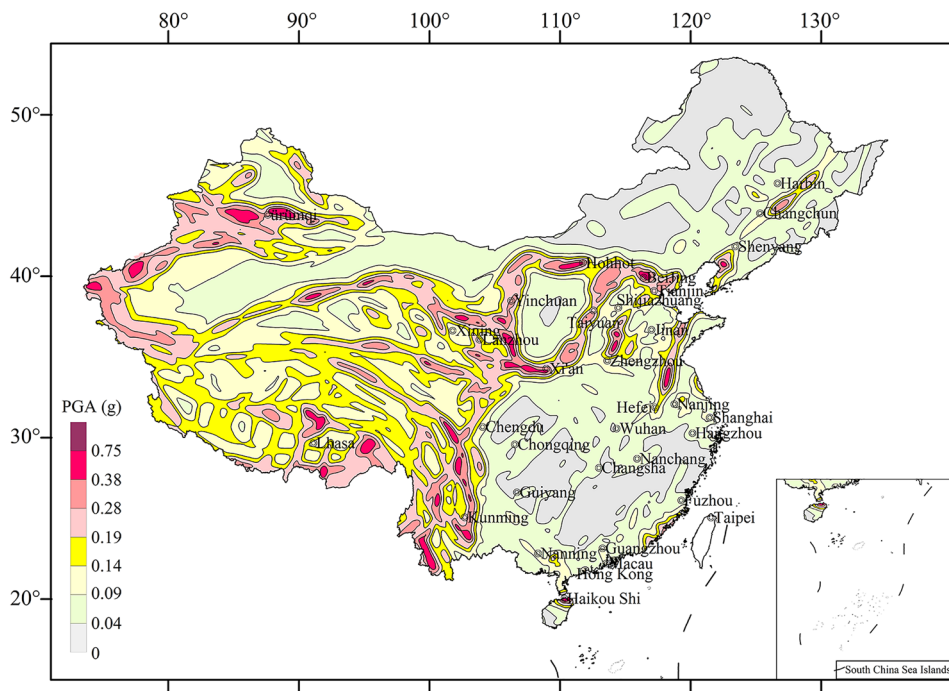 80° 90° 100° 110° 120° 130°
50°
Harbin
urumqi
Changchun
Shenyang
40°
Hohhot
Beijing
Tianjin
Yinchuan
Shijiazhuang
Taiyuan
Xining
Jinan
Lanzhou
Zhengzhou
Xi'an
PGA (g)
Hefei
Nanjing
Shanghai
30°
Chengdu
Wuhan
Hangzhou
Lhasa
Chongqing
0.75
Nanchang
Changsha
0.38
Guiyang
Fuzhou
0.28
Kunming
Taipei
0.19
Guangzhou
Nanning
Macau
0.14
Hong Kong
0.09
20°
Haikou Shi
0.04
0
South China Sea Islands